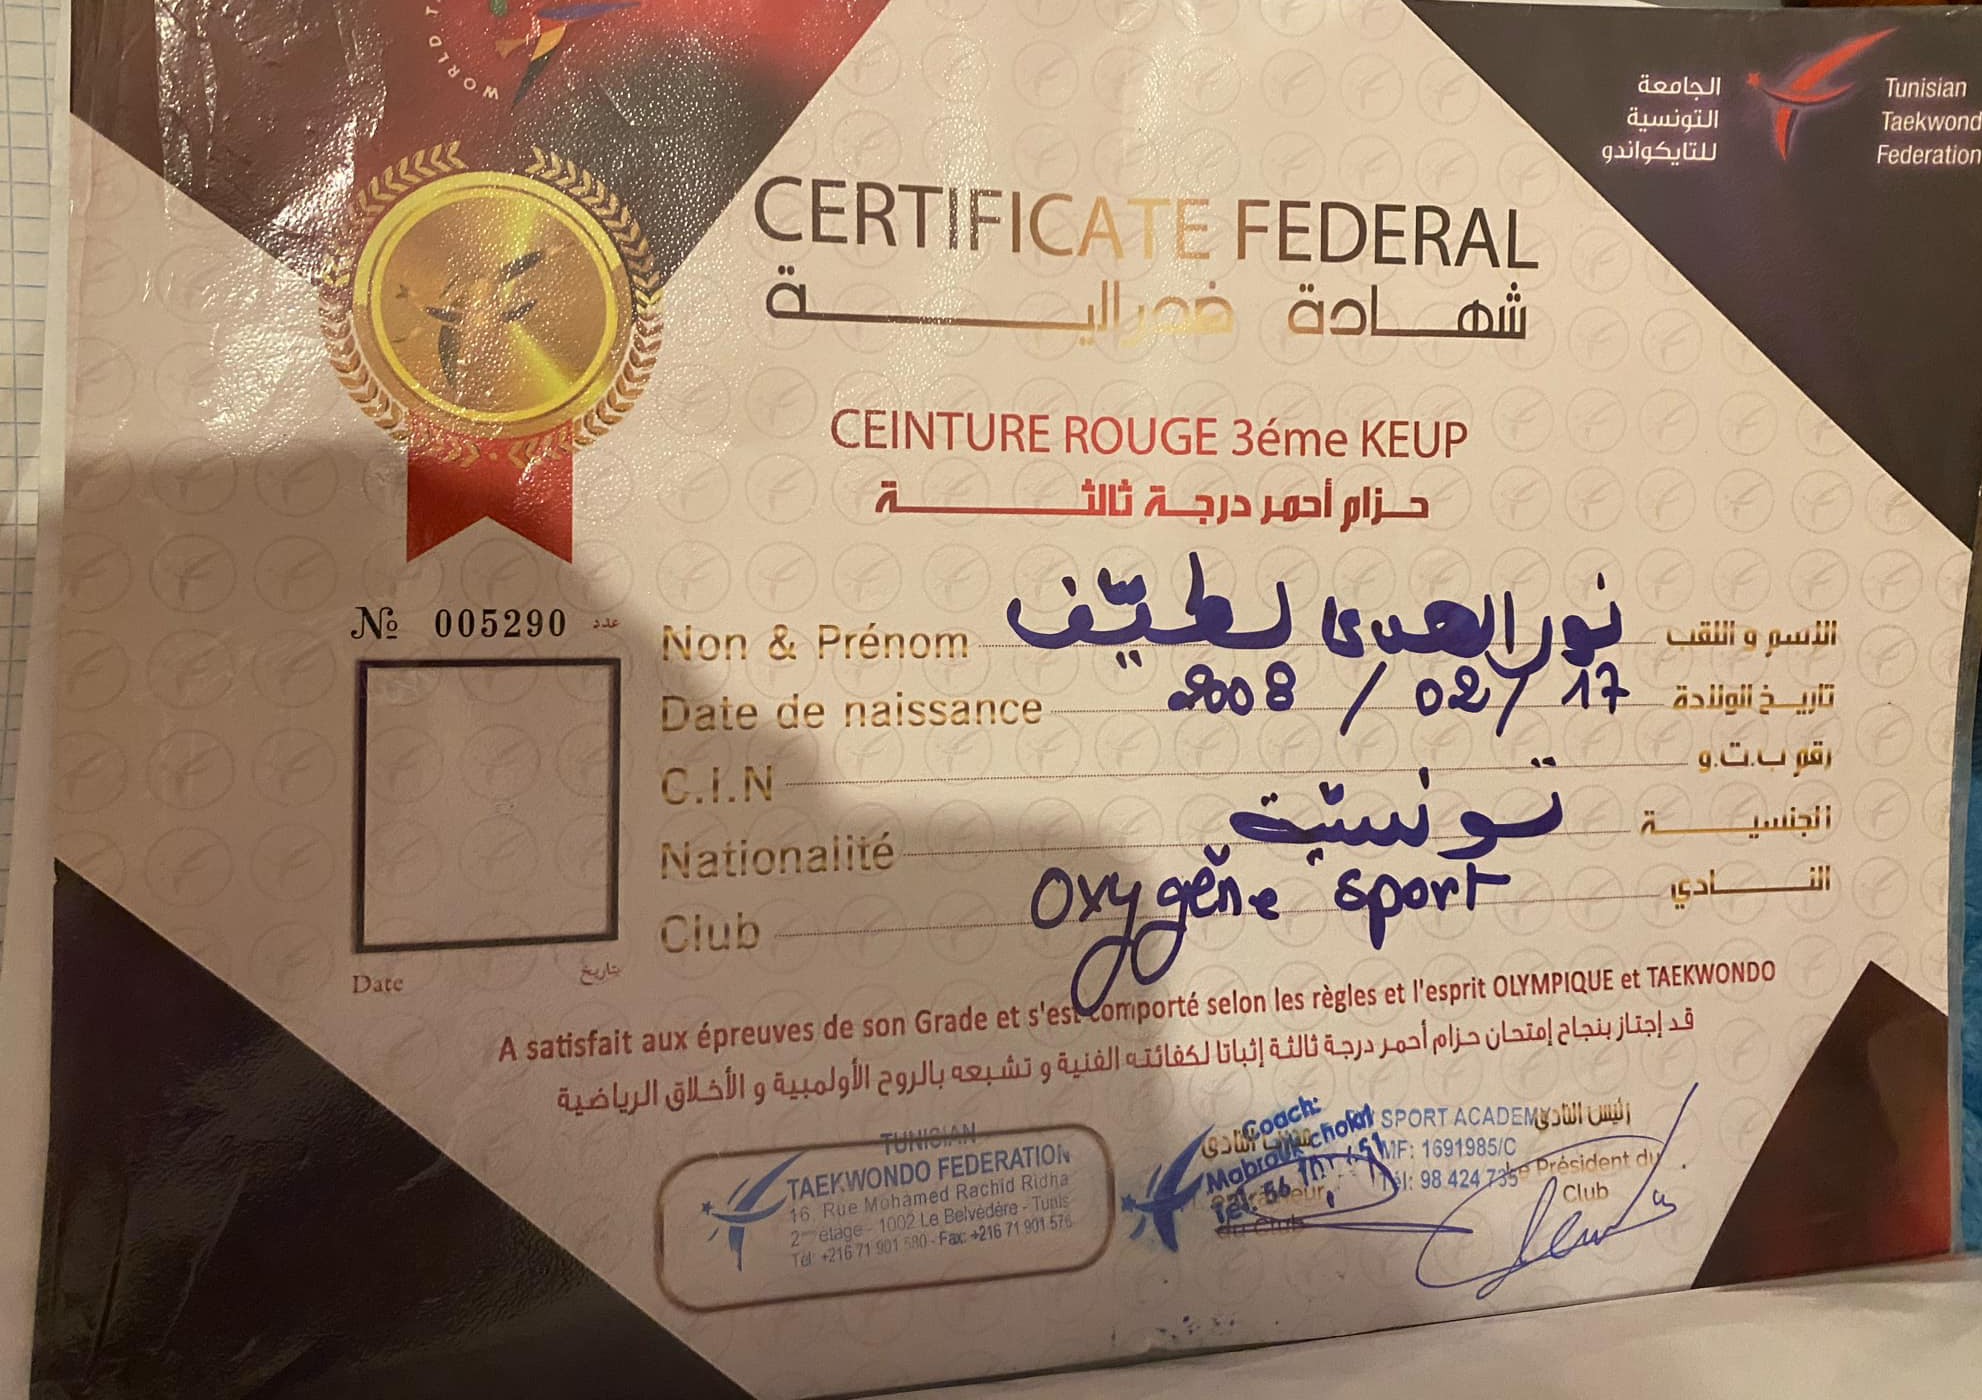 WORLD T
الجامعة
التونسية
للتايكواندو
Tunisian
Taekwond
Federation
CERTIFICATE FEDERAL
شهادة فدرالية
CEINTURE ROUGE 3éme KEUP
حزام أحمر درجة ثالثة
№ 005290 عدد
Non & Prénom نور الهدى لطيّف الاسم و اللقب
Date de naissance 2008 / 02 / 17 تاريخ الولادة
C.I.N رقم ب.ت.و
Nationalité تونسيّة الجنسية
Club Oxygène sport النادي
Date بتاريخ
A satisfait aux épreuves de son Grade et s'est comporté selon les règles et l'esprit OLYMPIQUE et TAEKWONDO
قد إجتاز بنجاح إمتحان حزام أحمر درجة ثالثة إثباتا لكفائته الفنية و تشبعه بالروح الأولمبية و الأخلاق الرياضية
TUNISIAN
TAEKWONDO FEDERATION
16, Rue Mohamed Rachid Ridha
2ème étage - 1002 Le Belvédère - Tunis
Tél: +216 71 901 580 - Fax: +216 71 901 576
Coach:
Mabrouk
du Club
SPORT ACADEMY
MF: 1691985/C
Tél: 98 424 735
رئيس النادي
Le Président du
Club